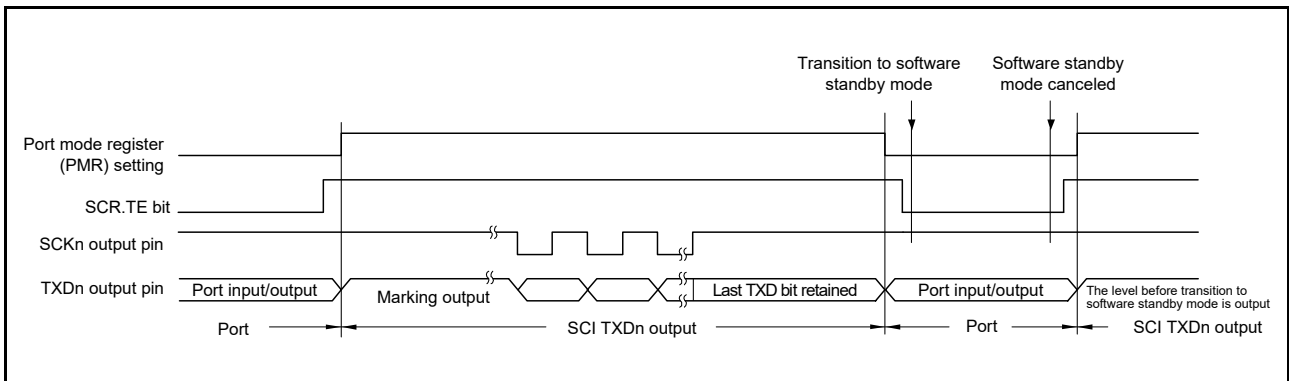 Transition to software
standby mode
Software standby
mode canceled
Port mode register
(PMR) setting
SCR.TE bit
SCKn output pin
TXDn output pin
Port input/output
Marking output
Last TXD bit retained
Port input/output
The level before transition to
software standby mode is output
Port
SCI TXDn output
Port
SCI TXDn output